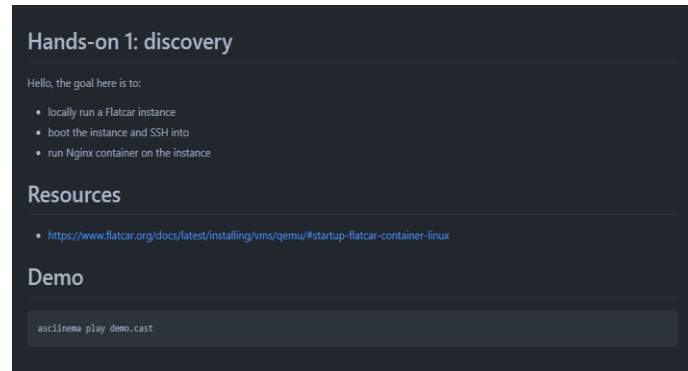 Hands-on 1: discovery
Hello, the goal here is to:
• locally run a Flatcar instance
• boot the instance and SSH into
• run Nginx container on the instance
Resources
• https://www.flatcar.org/docs/latest/installing/vms/qemu/#startup-flatcar-container-linux
Demo
asciinema play demo.cast